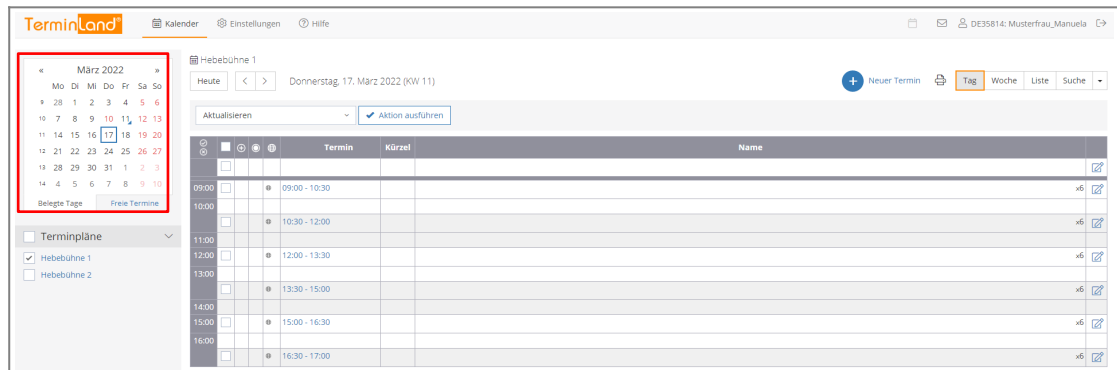 Terminland®
Kalender
Einstellungen
Hilfe
DE35814: Musterfrau_Manuela
« März 2022 »
Mo Di Mi Do Fr Sa So
9 28 1 2 3 4 5 6
10 7 8 9 10 11 12 13
11 14 15 16 17 18 19 20
12 21 22 23 24 25 26 27
13 28 29 30 31 1 2 3
14 4 5 6 7 8 9 10
Belegte Tage Freie Termine
Terminpläne
Hebebühne 1
Hebebühne 2
Hebebühne 1
Heute < > Donnerstag, 17. März 2022 (KW 11)
+ Neuer Termin Tag Woche Liste Suche
Aktualisieren Aktion ausführen
Termin Kürzel Name
09:00 09:00 - 10:30 x6
10:00
10:30 - 12:00 x6
11:00
12:00 12:00 - 13:30 x6
13:00
13:30 - 15:00 x6
14:00
15:00 15:00 - 16:30 x6
16:00
16:30 - 17:00 x6